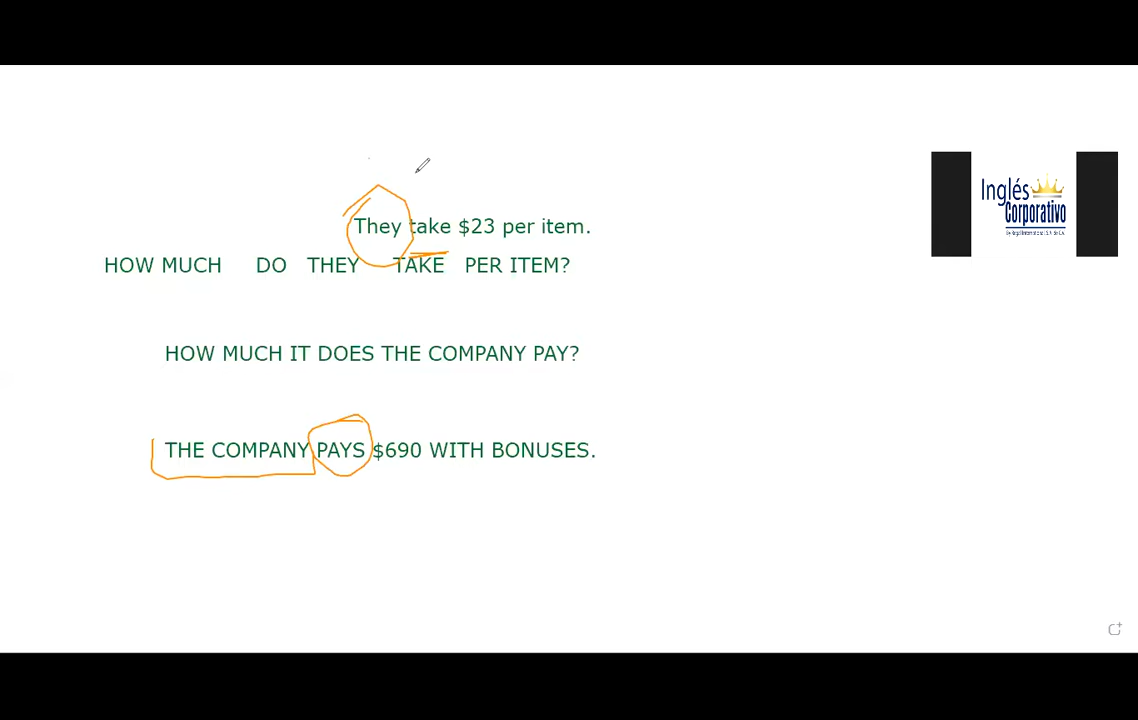 They take $23 per item.
HOW MUCH DO THEY TAKE PER ITEM?
HOW MUCH IT DOES THE COMPANY PAY?
THE COMPANY PAYS $690 WITH BONUSES.
Inglés
Corporativo